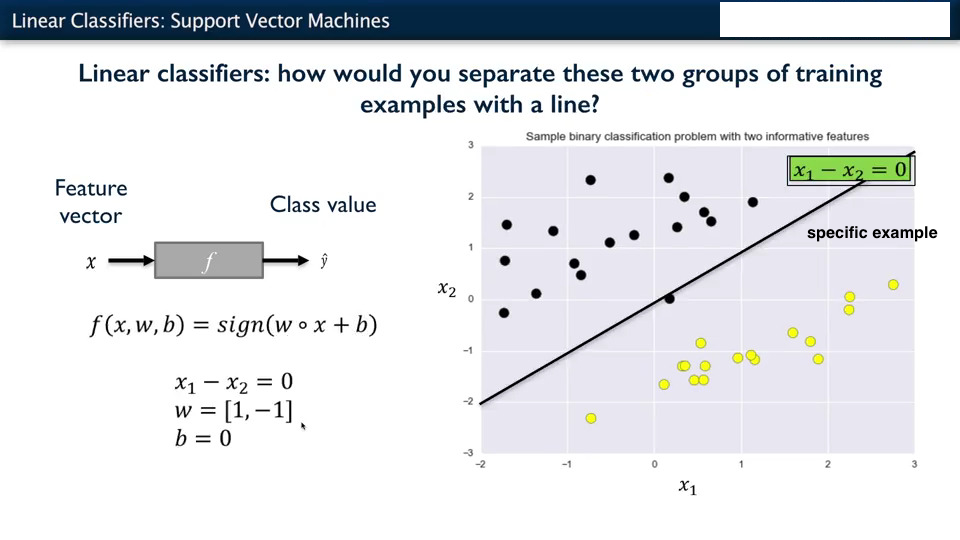 Linear Classifiers: Support Vector Machines
Linear classifiers: how would you separate these two groups of training
examples with a line?
Feature
vector
Class value
x
f
ŷ
f(x, w, b) = sign(w ∘ x + b)
x₁ − x₂ = 0
w = [1, −1]
b = 0
Sample binary classification problem with two informative features
x₁ − x₂ = 0
specific example
x₂
3
2
1
0
−1
−2
−3
−2 −1 0 1 2 3
x₁